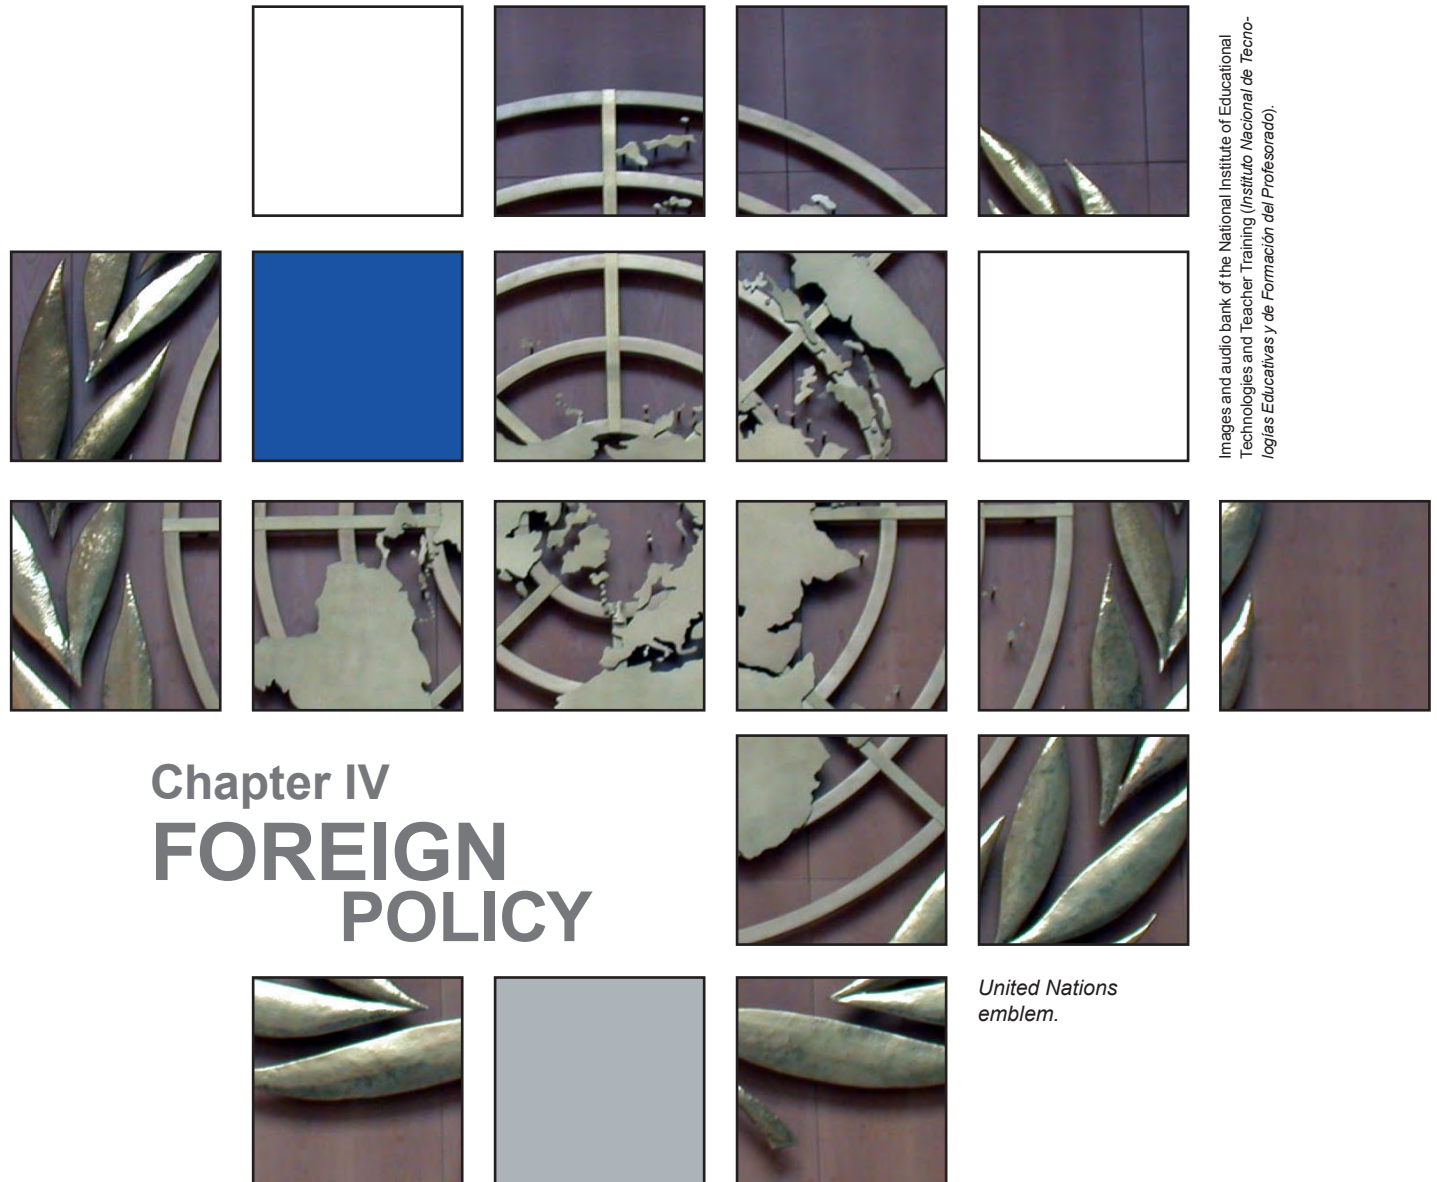 Images and audio bank of the National Institute of Educational
Technologies and Teacher Training (Instituto Nacional de Tecno-
logías Educativas y de Formación del Profesorado).
Chapter IV
FOREIGN
POLICY
United Nations
emblem.